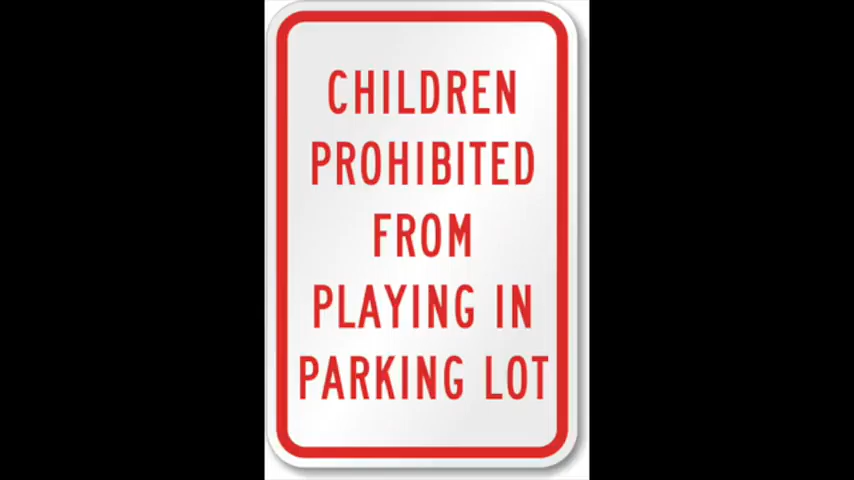 CHILDREN
PROHIBITED
FROM
PLAYING IN
PARKING LOT